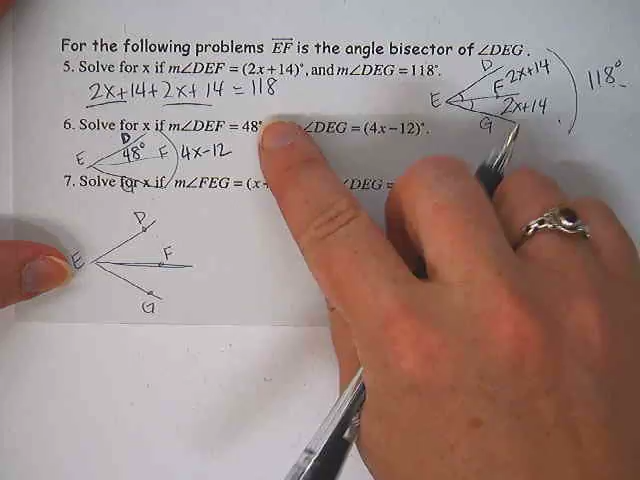 For the following problems EF is the angle bisector of ∠DEG.
5. Solve for x if m∠DEF = (2x+14)°, and m∠DEG = 118°.
2x+14+2x+14 = 118
D
2x+14
E
F
2x+14
G
118°
6. Solve for x if m∠DEF = 48° ∠DEG = (4x−12)°.
D
E
48°
F
4x-12
G
7. Solve for x if m∠FEG = (x+ ∠DEG =
D
E
F
G